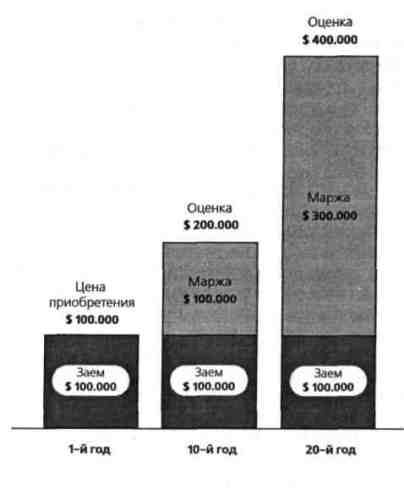 Оценка
$ 400.000
Маржа
$ 300.000
Оценка
$ 200.000
Маржа
$ 100.000
Цена
приобретения
$ 100.000
Заем
$ 100.000
Заем
$ 100.000
Заем
$ 100.000
1-й год
10-й год
20-й год